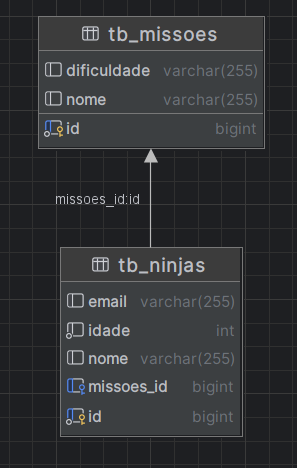 tb_missoes
dificuldade varchar(255)
nome varchar(255)
id bigint
missoes_id:id
tb_ninjas
email varchar(255)
idade int
nome varchar(255)
missoes_id bigint
id bigint